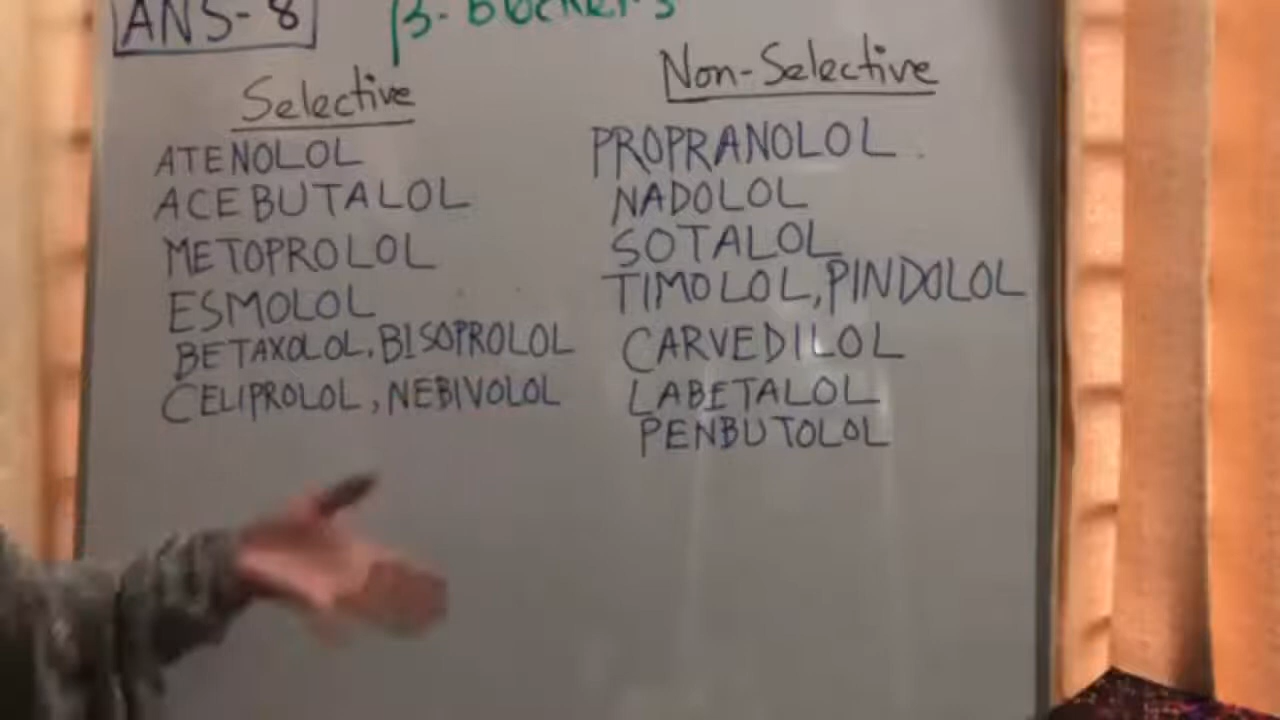 ANS-8
β-Blockers
Selective
ATENOLOL
ACEBUTALOL
METOPROLOL
ESMOLOL
BETAXOLOL, BISOPROLOL
CELIPROLOL, NEBIVOLOL
Non-Selective
PROPRANOLOL
NADOLOL
SOTALOL
TIMOLOL, PINDOLOL
CARVEDILOL
LABETALOL
PENBUTOLOL